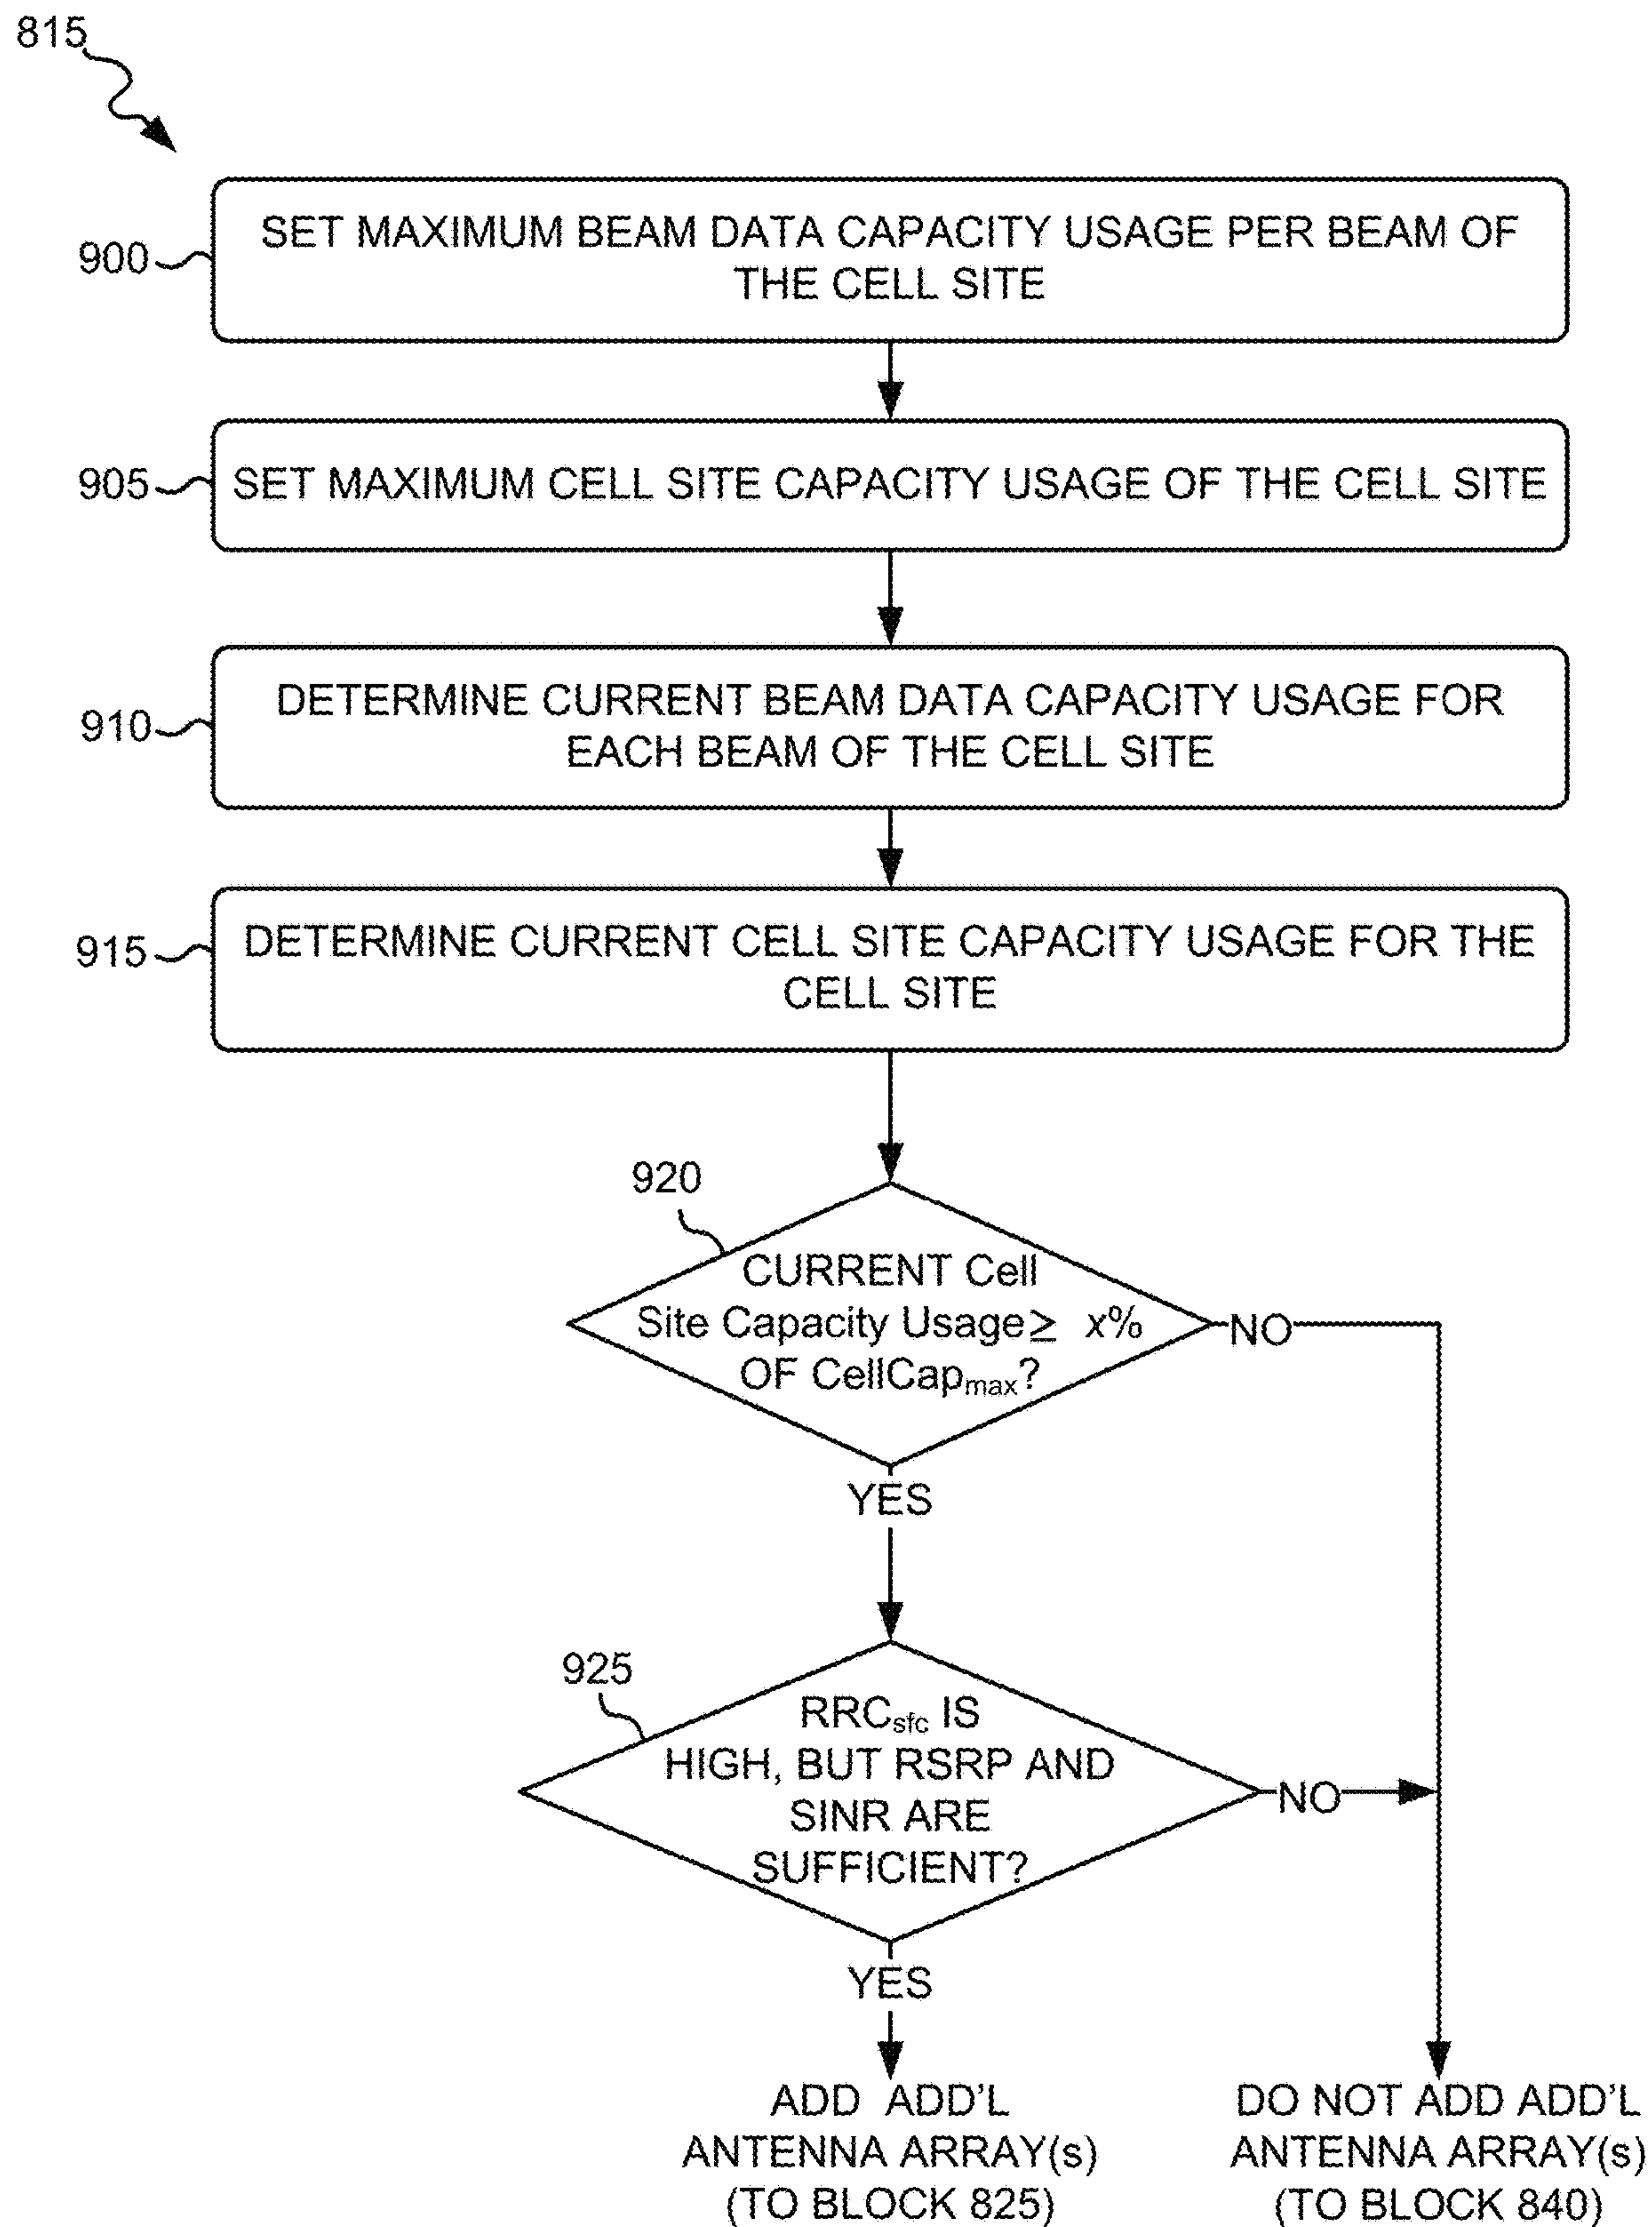 815
900
SET MAXIMUM BEAM DATA CAPACITY USAGE PER BEAM OF
THE CELL SITE
905
SET MAXIMUM CELL SITE CAPACITY USAGE OF THE CELL SITE
910
DETERMINE CURRENT BEAM DATA CAPACITY USAGE FOR
EACH BEAM OF THE CELL SITE
915
DETERMINE CURRENT CELL SITE CAPACITY USAGE FOR THE
CELL SITE
920
CURRENT Cell
Site Capacity Usage≥ x%
OF CellCapmax?
NO
YES
925
RRCsfc IS
HIGH, BUT RSRP AND
SINR ARE
SUFFICIENT?
NO
YES
ADD ADD'L
ANTENNA ARRAY(s)
(TO BLOCK 825)
DO NOT ADD ADD'L
ANTENNA ARRAY(s)
(TO BLOCK 840)